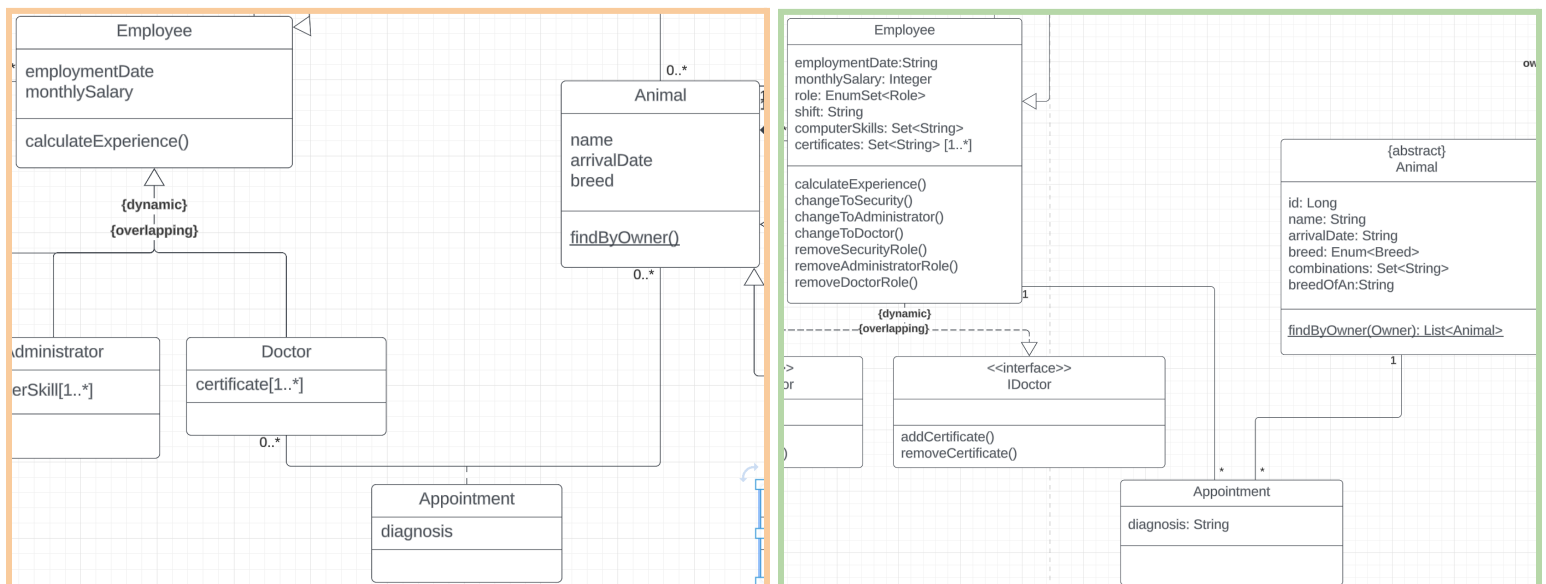 Employee
employmentDate
monthlySalary
calculateExperience()
{dynamic}
{overlapping}
0..*
Animal
name
arrivalDate
breed
findByOwner()
0..*
erSkill[1..*]
Doctor
certificate[1..*]
0..*
Appointment
diagnosis
Employee
employmentDate:String
monthlySalary: Integer
role: EnumSet<Role>
shift: String
computerSkills: Set<String>
certificates: Set<String> [1..*]
calculateExperience()
changeToSecurity()
changeToAdministrator()
changeToDoctor()
removeSecurityRole()
removeAdministratorRole()
removeDoctorRole()
1
{dynamic}
{overlapping}
<<interface>>
IDoctor
addCertificate()
removeCertificate()
{abstract}
Animal
id: Long
name: String
arrivalDate: String
breed: Enum<Breed>
combinations: Set<String>
breedOfAn:String
findByOwner(Owner): List<Animal>
1
*
*
Appointment
diagnosis: String